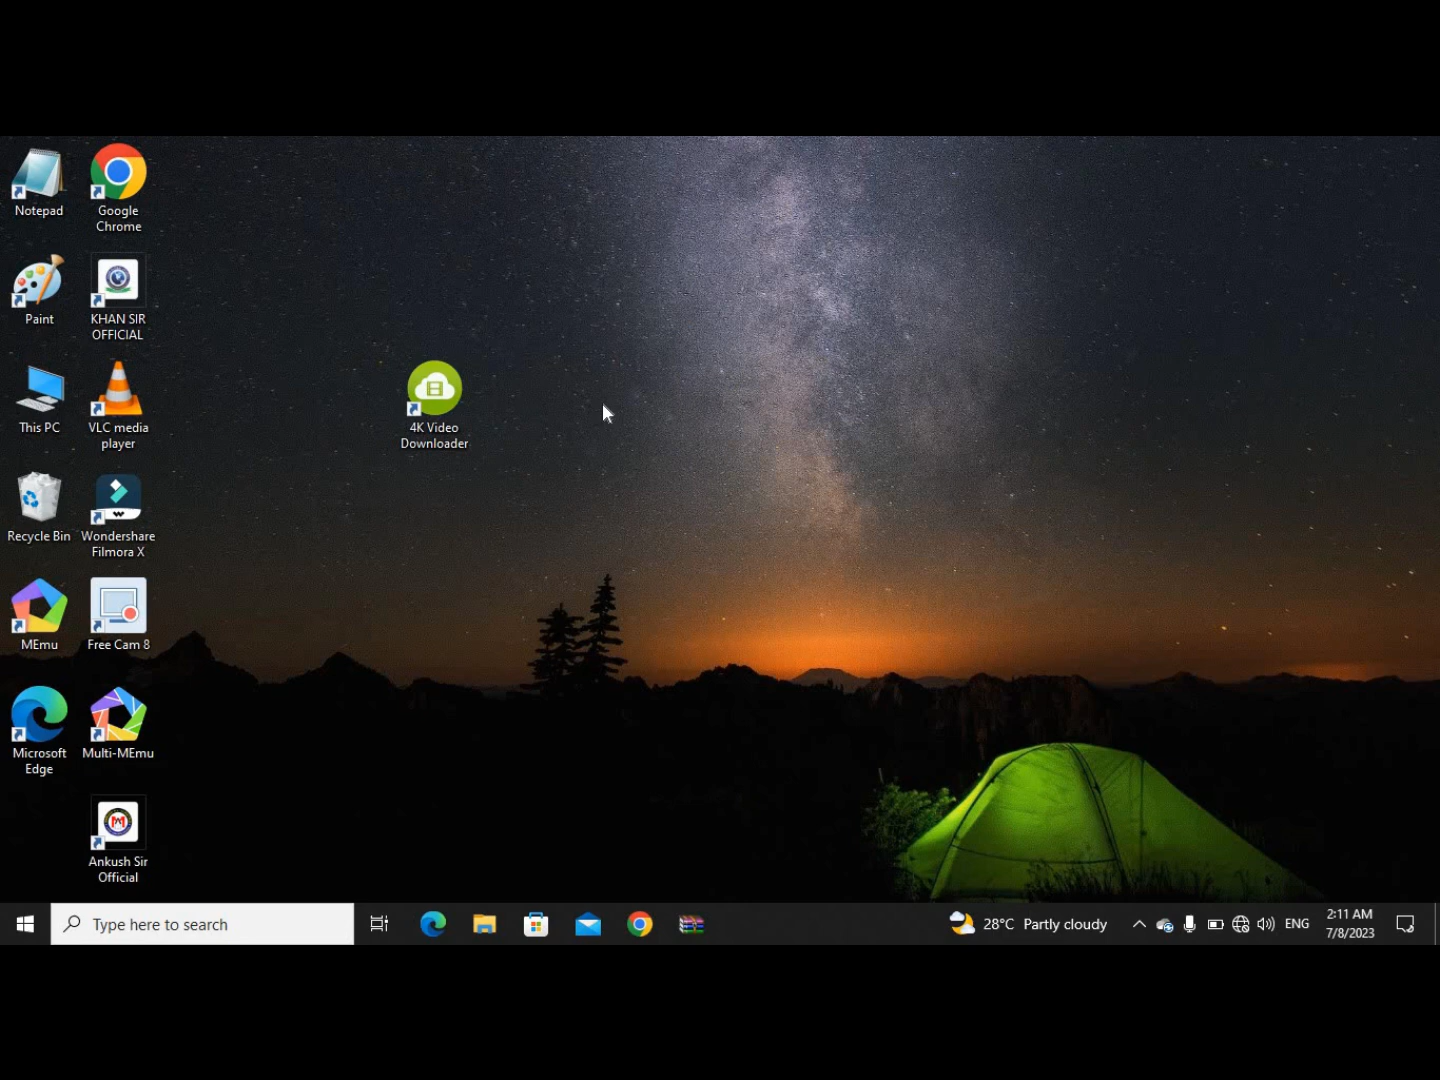 Notepad
Google
Chrome
Paint
KHAN SIR
OFFICIAL
This PC
VLC media
player
4K Video
Downloader
Recycle Bin
Wondershare
Filmora X
MEmu
Free Cam 8
Microsoft
Edge
Multi-MEmu
Ankush Sir
Official
Type here to search
28°C Partly cloudy
ENG
2:11 AM
7/8/2023